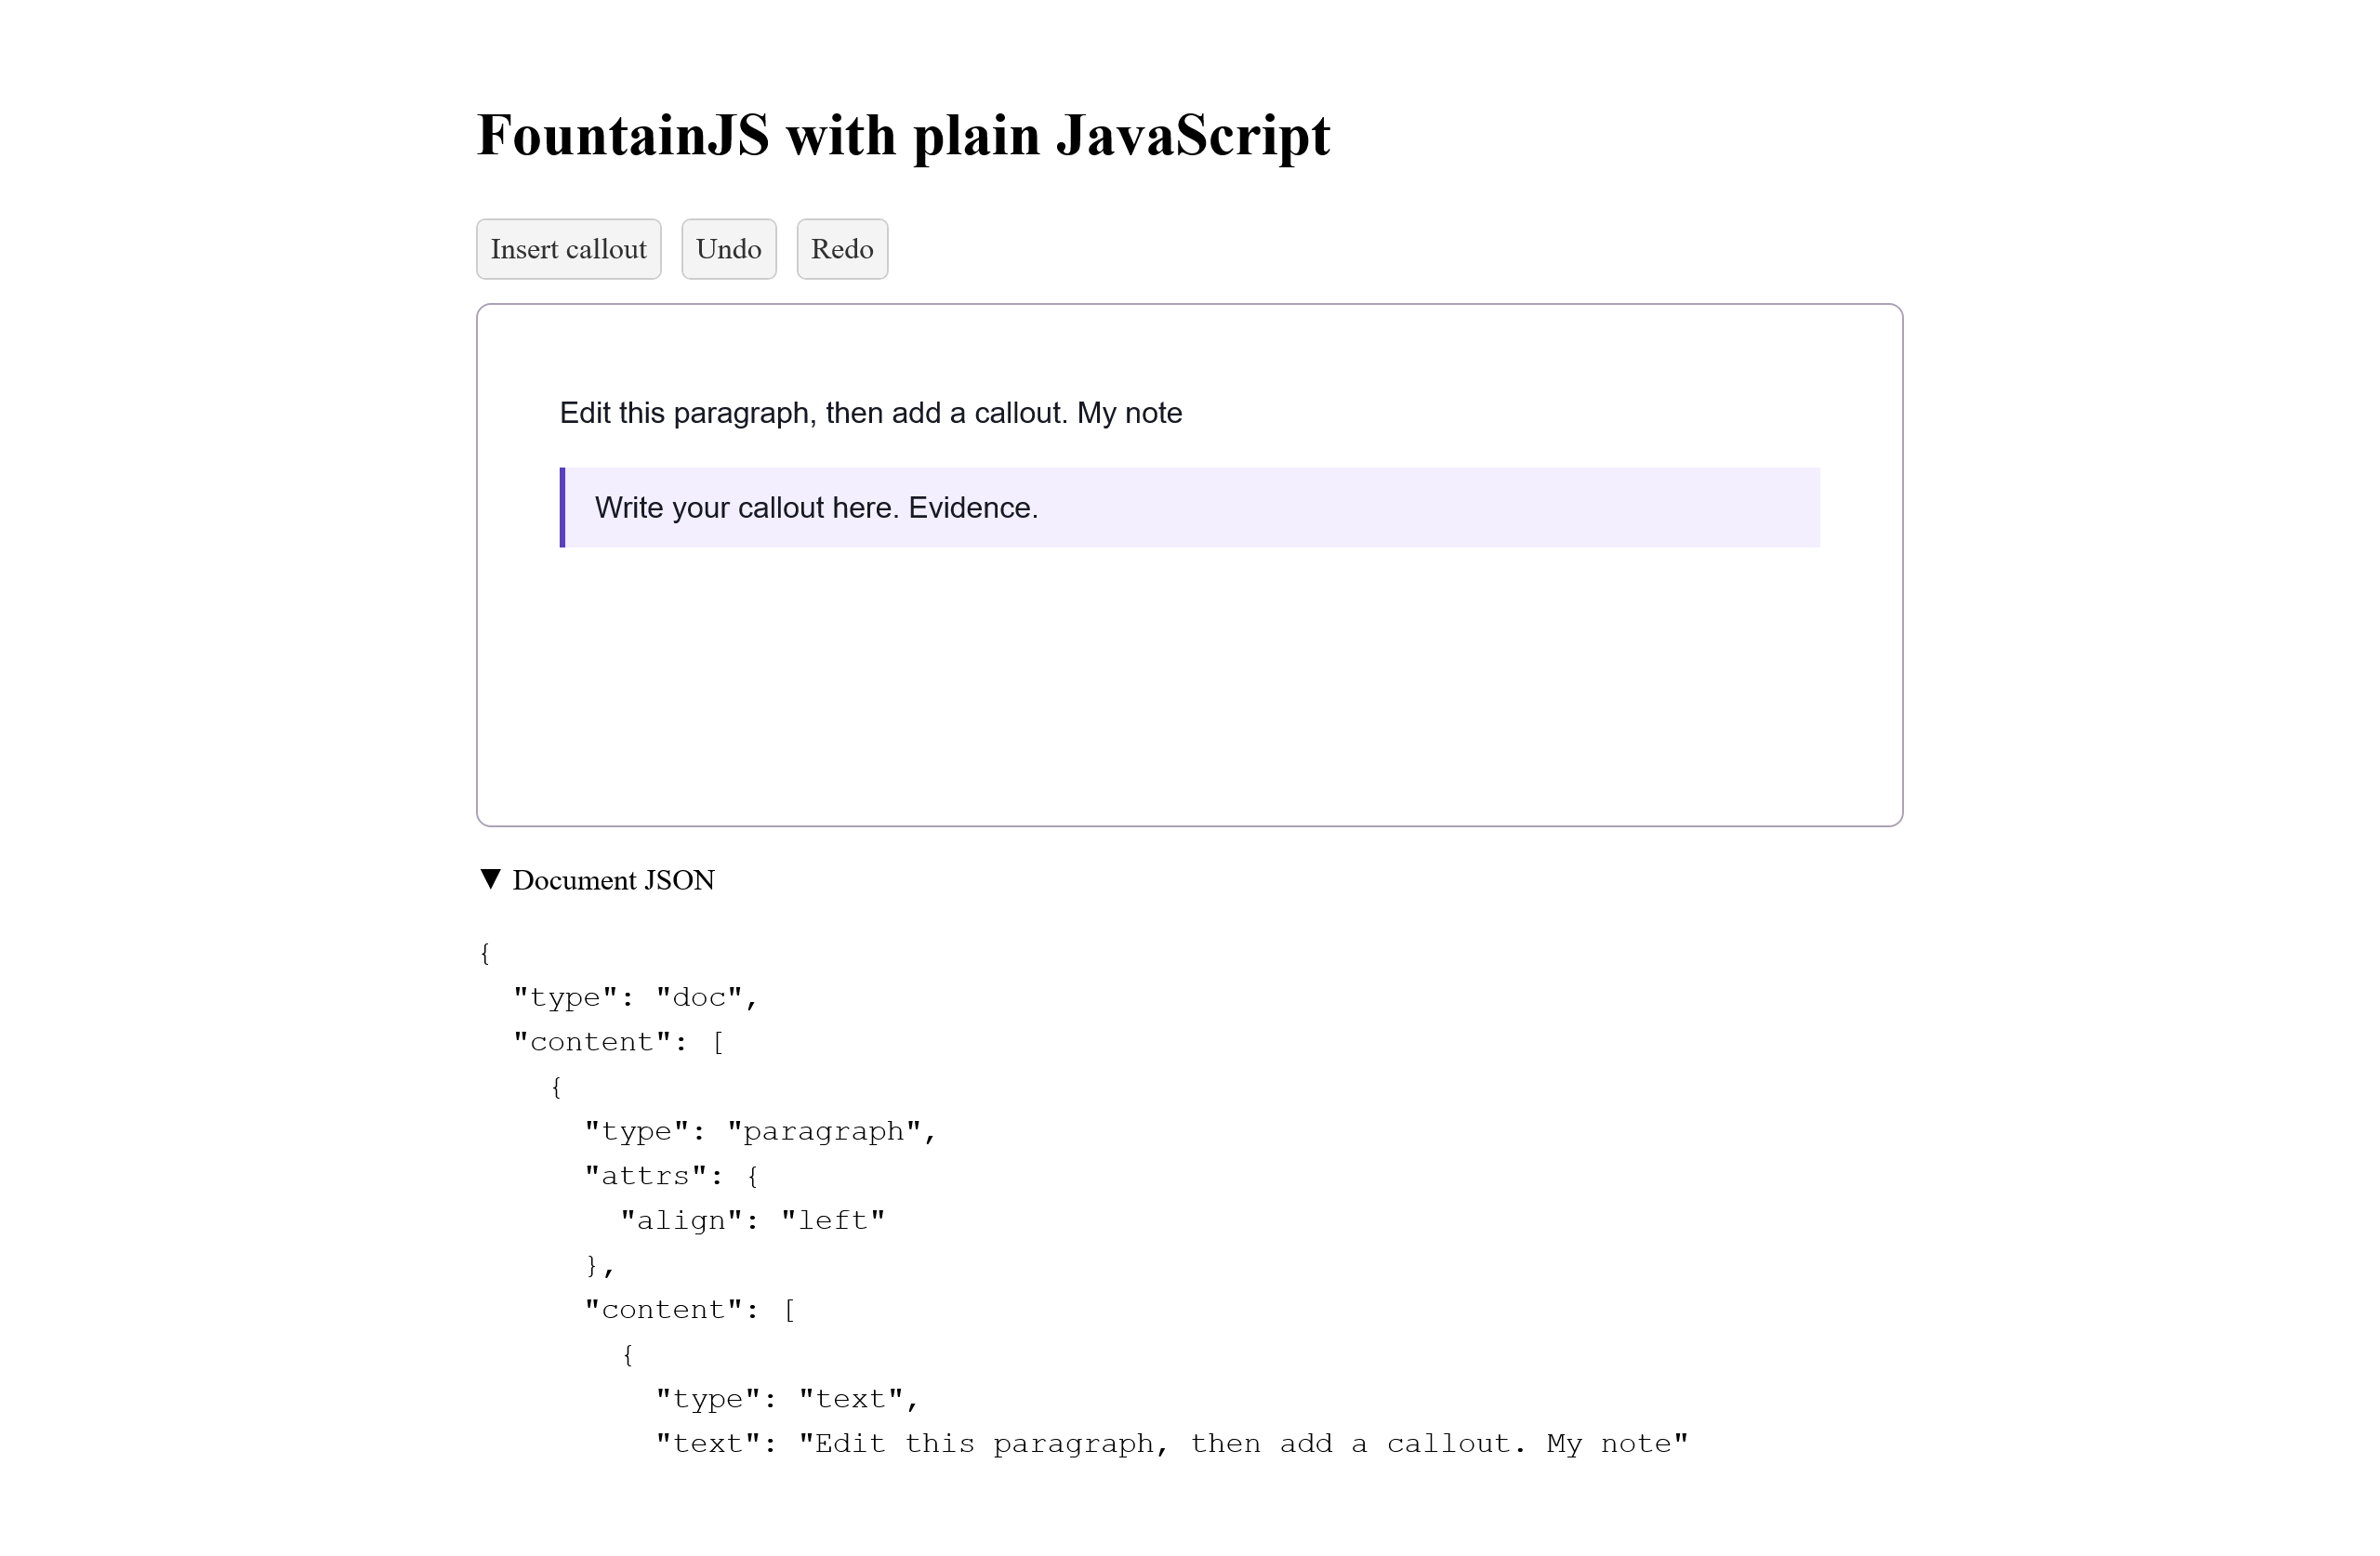 FountainJS with plain JavaScript
Insert callout Undo Redo
Edit this paragraph, then add a callout. My note
Write your callout here. Evidence.
▼ Document JSON
{
  "type": "doc",
  "content": [
    {
      "type": "paragraph",
      "attrs": {
        "align": "left"
      },
      "content": [
        {
          "type": "text",
          "text": "Edit this paragraph, then add a callout. My note"